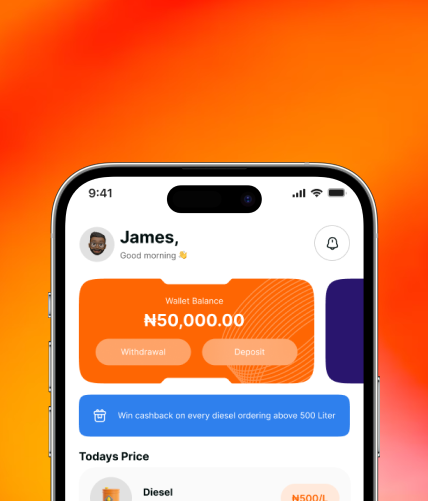 9:41
James,
Good morning 👋
Wallet Balance
₦50,000.00
Withdrawal
Deposit
Win cashback on every diesel ordering above 500 Liter
Todays Price
Diesel
₦500/L